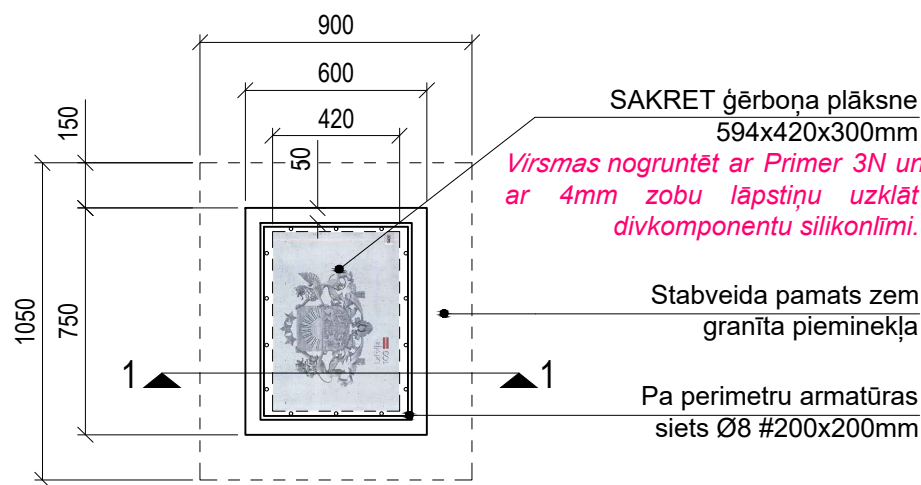 900
600
420
150
50
1050
750
SAKRET ģērboņa plāksne
594x420x300mm
Virsmas nogruntēt ar Primer 3N un
ar 4mm zobu lāpstiņu uzklāt
divkomponentu silikonlīmi.
Stabveida pamats zem
granīta pieminekļa
1 1
Pa perimetru armatūras
siets Ø8 #200x200mm